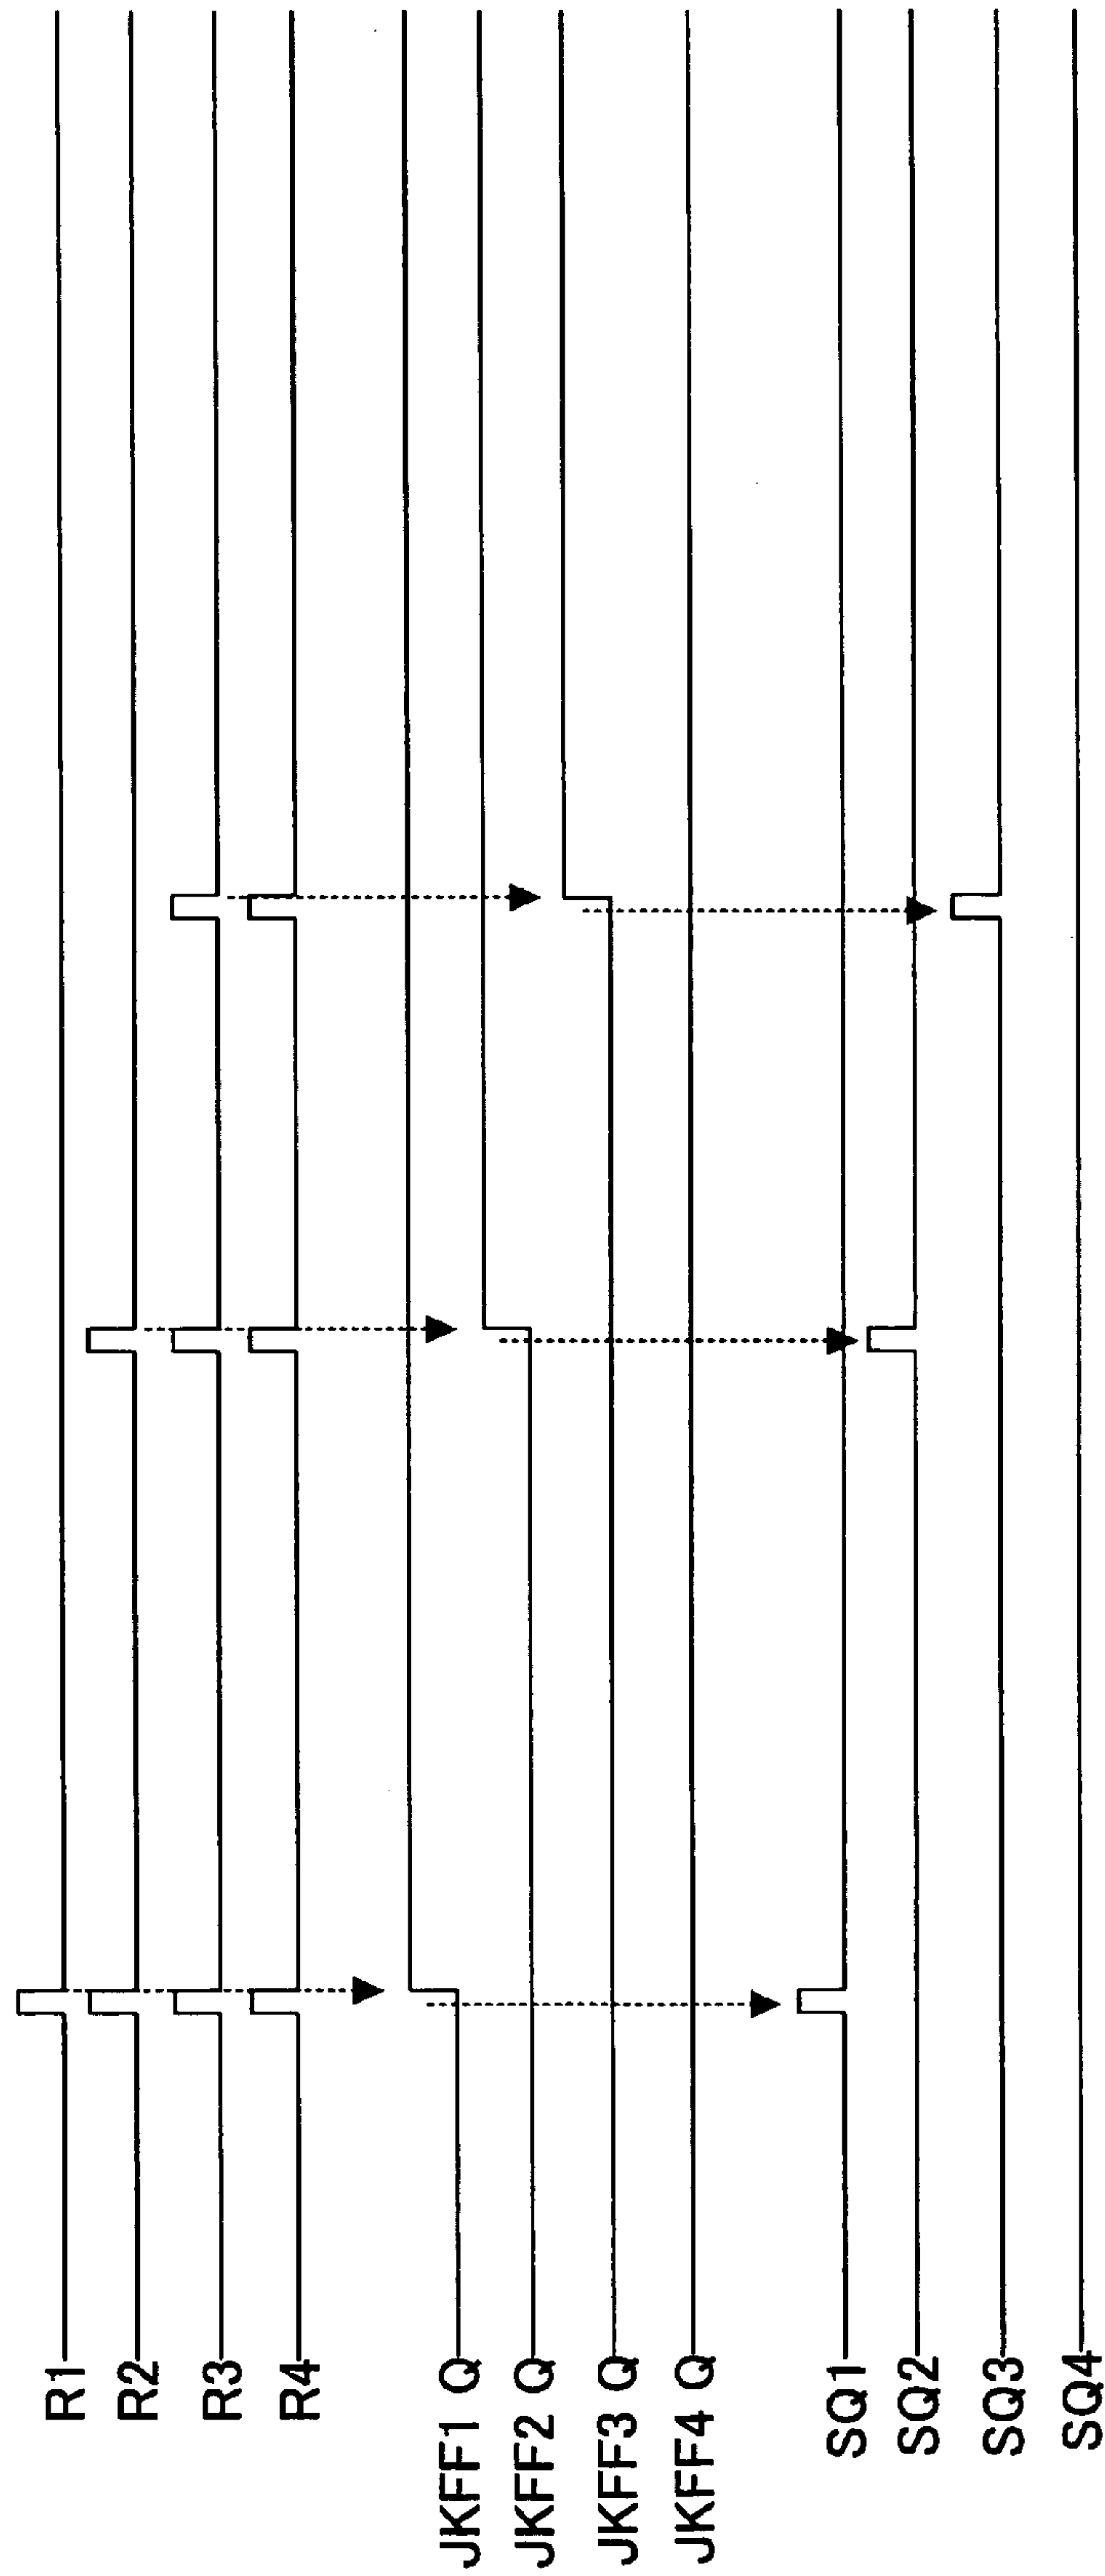 R1
R2
R3
R4
JKFF1 Q
JKFF2 Q
JKFF3 Q
JKFF4 Q
SQ1
SQ2
SQ3
SQ4